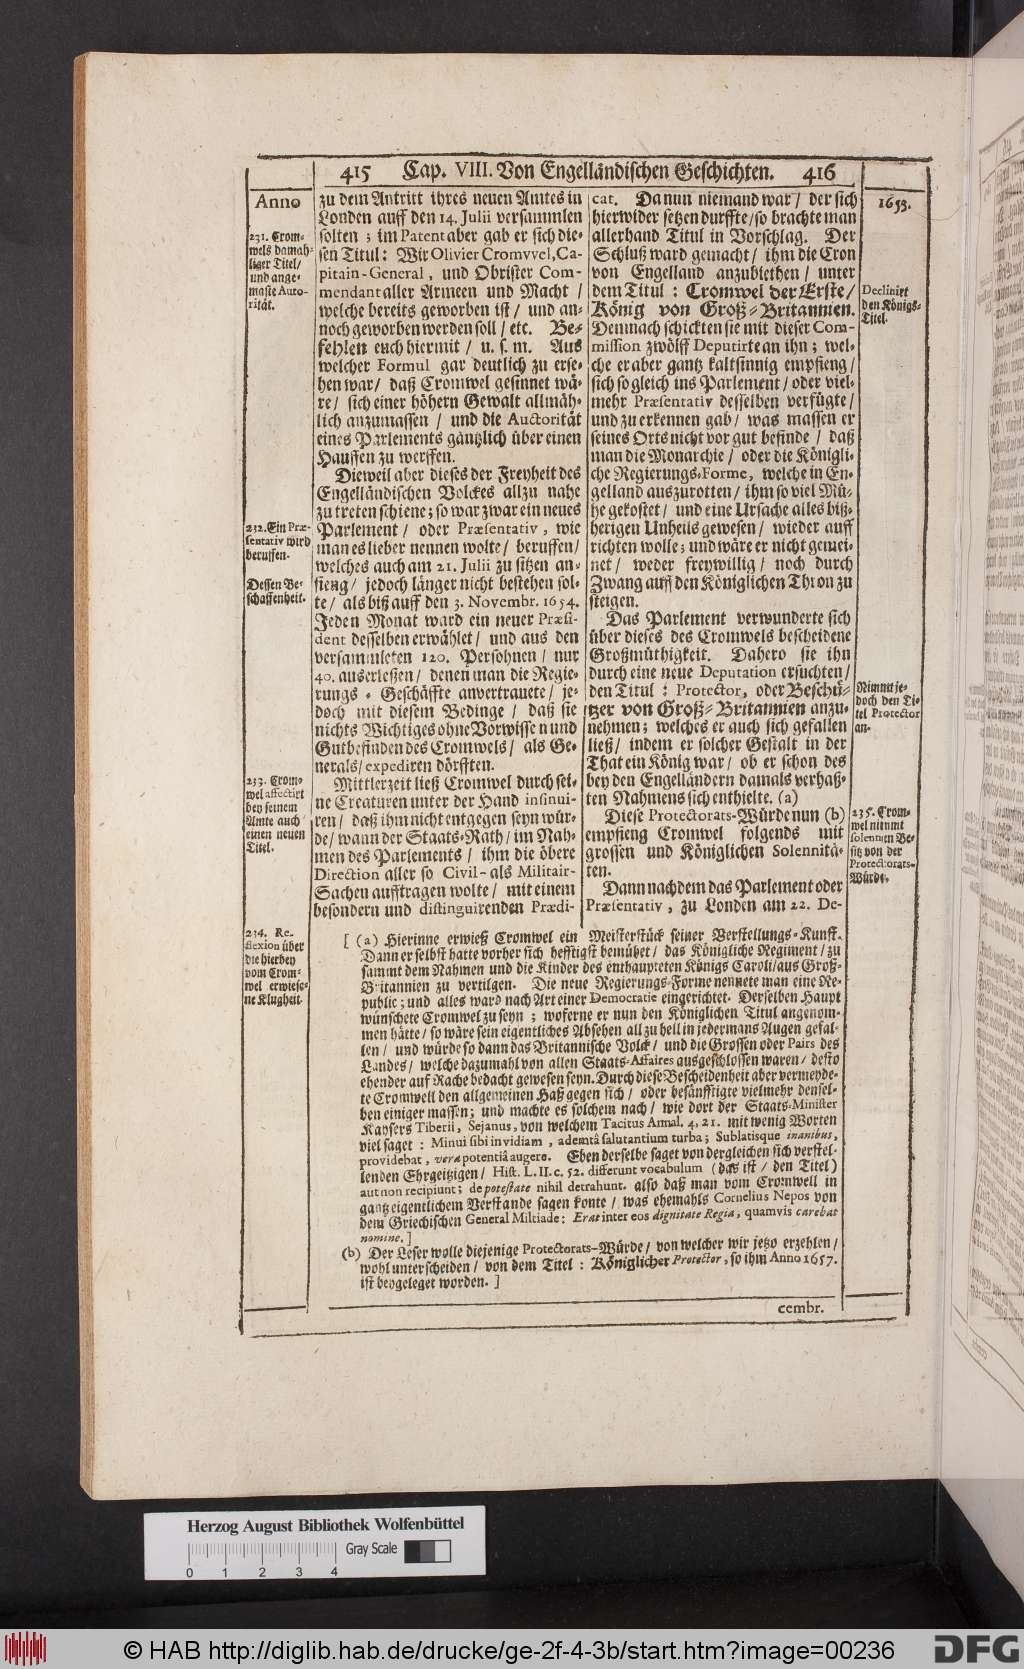 415 Cap. VIII. Von Engelländischen Geschichten. 416
Anno
231. Crom-
wels damah-
liger Titel/
und ange-
maste Auto-
rität.
232. Ein Præ-
sentativ wird
beruffen.
Dessen Be-
schaffenheit.
233. Crom-
wel affectirt
bey seinem
Amte auch
einen neuen
Titel.
234. Re-
flexion über
die hierbey
vom Crom-
wel erwiese-
ne Klugheit.
zu dem Antritt ihres neuen Amtes in
Londen auff den 14. Julii versammlen
solten; im Patent aber gab er sich die-
sen Titul: Wir Olivier Cromvvel, Ca-
pitain-General, und Obrister Com-
mendant aller Armeen und Macht /
welche bereits geworben ist / und an-
noch geworben werden soll / etc. Be-
fehlen euch hiermit / u. s. m. Aus
welcher Formul gar deutlich zu erse-
hen war / daß Cromwel gesinnet wä-
re / sich einer höhern Gewalt allmäh-
lich anzumassen / und die Auctorität
eines Parlements gäntzlich über einen
Hauffen zu werffen.
Dieweil aber dieses der Freyheit des
Engelländischen Volckes allzu nahe
zu treten schiene; so war zwar ein neues
Parlement / oder Præsentativ, wie
man es lieber nennen wolte / beruffen /
welches auch am 21. Julii zu sitzen an-
fieng / jedoch länger nicht bestehen sol-
te / als biß auff den 3. Novembr. 1654.
Jeden Monat ward ein neuer Præsi-
dent desselben erwählet / und aus den
versammleten 120. Persohnen / nur
40. auserleßen / denen man die Regie-
rungs-Geschäffte anvertrauete / je-
doch mit diesem Bedinge / daß sie
nichts Wichtiges ohne Vorwissen und
Gutbefinden des Cromwels / als Ge-
nerals / expediren dörfften.
Mittlerzeit ließ Cromwel durch sei-
ne Creaturen unter der Hand insinui-
ren / daß ihm nicht entgegen seyn wür-
de / wann der Staats-Rath / im Nah-
men des Parlements / ihm die öbere
Direction aller so Civil- als Militair-
Sachen aufftragen wolte / mit einem
besondern und distinguirenden Prædi-
cat. Da nun niemand war / der sich
hierwider setzen durffte / so brachte man
allerhand Titul in Vorschlag. Der
Schluß ward gemacht / ihm die Cron
von Engelland anzubiethen / unter
dem Titul: Cromwel der Erste /
König von Groß-Britannien.
Demnach schickten sie mit dieser Com-
mission zwölff Deputirte an ihn; wel-
che er aber gantz kaltsinnig empfieng /
sich so gleich ins Parlement / oder viel-
mehr Præsentativ desselben verfügte /
und zu erkennen gab / was massen er
seines Orts nicht vor gut befinde / daß
man die Monarchie / oder die Königli-
che Regierungs-Forme, welche in En-
gelland auszurotten / ihm so viel Mü-
he gekostet / und eine Ursache alles biß-
herigen Unheils gewesen / wieder auff
richten wolle; und wäre er nicht gemei-
net / weder freywillig / noch durch
Zwang auff den Königlichen Thron zu
steigen.
Das Parlement verwunderte sich
über dieses des Cromwels bescheidene
Großmüthigkeit. Dahero sie ihn
durch eine neue Deputation ersuchten /
den Titul: Protector, oder Beschü-
tzer von Groß-Britannien anzu-
nehmen; welches er auch sich gefallen
ließ / indem er solcher Gestalt in der
That ein König war / ob er schon des
bey den Engelländern damals verhaß-
ten Nahmens sich enthielte. (a)
Diese Protectorats-Würde nun (b)
empfieng Cromwel folgends mit
grossen und Königlichen Solennitä-
ten.
Dann nachdem das Parlement oder
Præsentativ, zu Londen am 22. De-
1653.
Declinirt
den Königs-
Titel.
Nimmt je-
doch den Ti-
tel Protector
an.
235. Crom-
wel nimmt
solennen Be-
sitz von der
Protectorats-
Würde.
[ (a) Hierinne erwieß Cromwel ein Meisterstück seiner Verstellungs-Kunst.
Dann er selbst hatte vorher sich hefftigst bemühet / das Königliche Regiment / zu
sammt dem Nahmen und die Kinder des enthaupteten Königs Caroli / aus Groß-
Britannien zu vertilgen. Die neue Regierungs-Forme nennete man eine Re-
public; und alles ward nach Art einer Democratie eingerichtet. Derselben Haupt
wünschete Cromwel zu seyn; woferne er nun den Königlichen Titul angenom-
men hätte / so wäre sein eigentliches Absehen all zu hell in jedermans Augen gefal-
len / und würde so dann das Britannische Volck / und die Grossen oder Pairs des
Landes / welche dazumahl von allen Staats-Affaires ausgeschlossen waren / desto
ehender auf Rache bedacht gewesen seyn. Durch diese Bescheidenheit aber vermeyde-
te Cromwell den allgemeinen Haß gegen sich / oder besänfftigte vielmehr densel-
ben einiger massen; und machte es solchem nach / wie dort der Staats-Minister
Kaysers Tiberii, Sejanus, von welchem Tacitus Annal. 4, 21. mit wenig Worten
viel saget: Minui sibi invidiam, ademtâ salutantium turba; Sublatisque inanibus,
providebat, vera potentiâ augere. Eben derselbe saget von dergleichen sich verstel-
lenden Ehrgeitzigen / Hist. L. II. c. 52. differunt vocabulum (das ist / den Titel)
aut non recipiunt; de potestate nihil detrahunt. also daß man vom Cromwell in
gantz eigentlichem Verstande sagen konte / was ehemahls Cornelius Nepos von
dem Griechischen General Miltiade: Erat inter eos dignitate Regia, quamvis carebat
nomine. ]
(b) Der Leser wolle diejenige Protectorats-Würde / von welcher wir jetzo erzehlen /
wohl unterscheiden / von dem Titel: Königlicher Protector, so ihm Anno 1657.
ist beygeleget worden. ]
cembr.
Herzog August Bibliothek Wolfenbüttel
Gray Scale
0 1 2 3 4
© HAB http://diglib.hab.de/drucke/ge-2f-4-3b/start.htm?image=00236
DFG